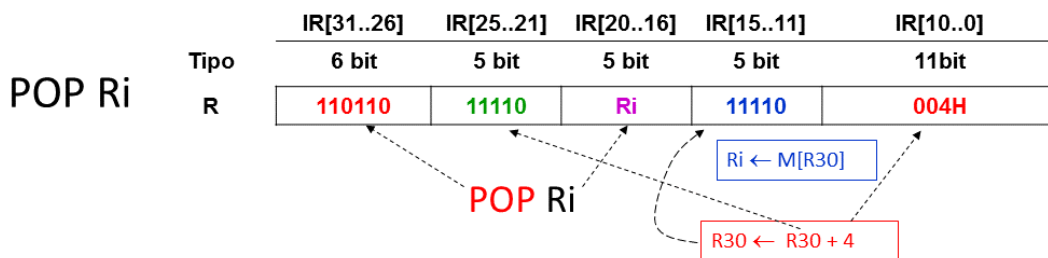 IR[31..26] IR[25..21] IR[20..16] IR[15..11] IR[10..0]
Tipo 6 bit 5 bit 5 bit 5 bit 11bit
POP Ri
R 110110 11110 Ri 11110 004H
Ri ← M[R30]
POP Ri
R30 ← R30 + 4